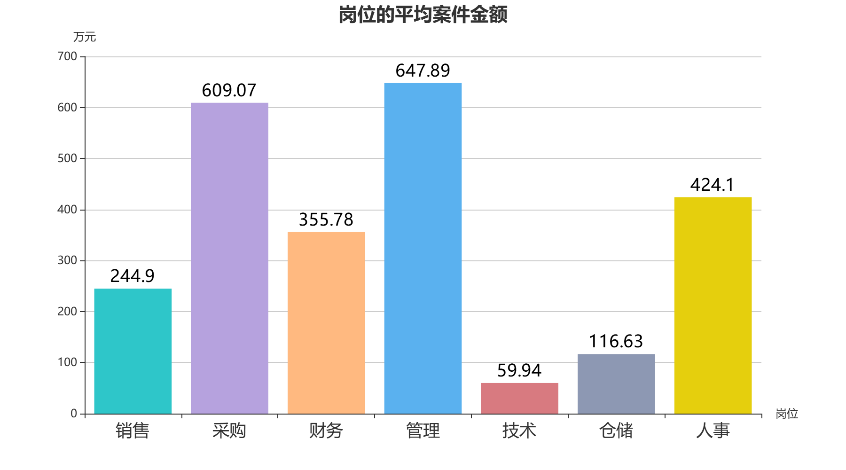 岗位的平均案件金额
万元
700
600
500
400
300
200
100
0
244.9
609.07
355.78
647.89
59.94
116.63
424.1
销售
采购
财务
管理
技术
仓储
人事
岗位